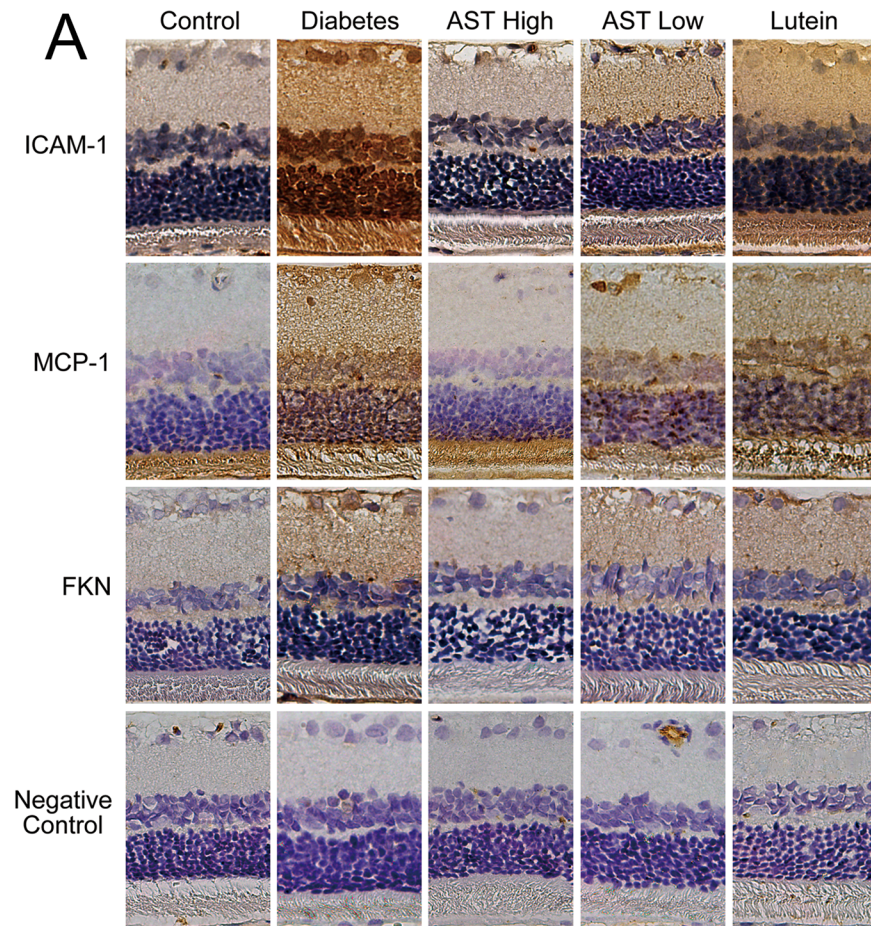 A
Control Diabetes AST High AST Low Lutein
ICAM-1
MCP-1
FKN
Negative
Control